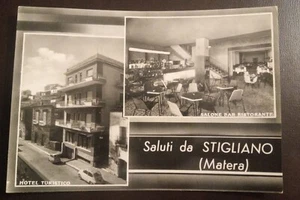 SALONE BAR RISTORANTE
Saluti da STIGLIANO
(Matera)
HOTEL TURISTICO